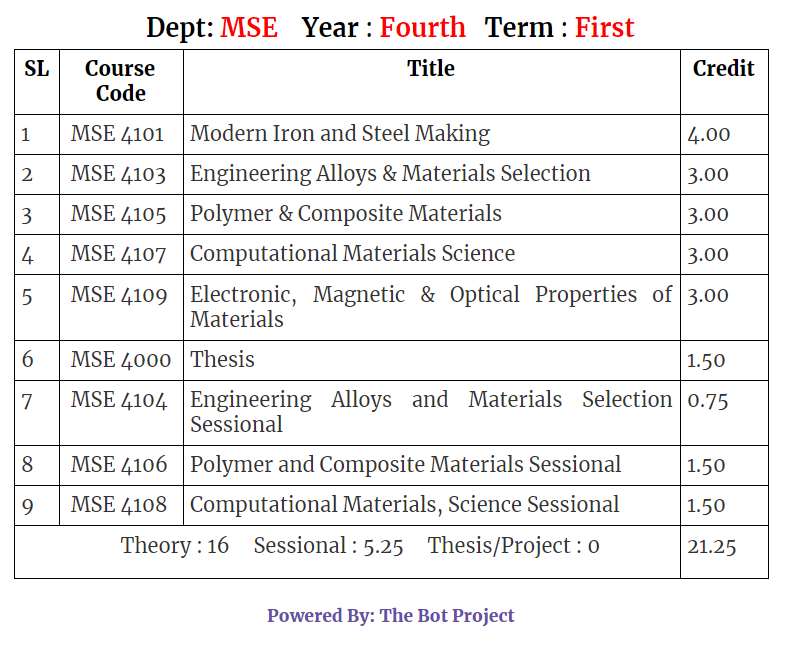 Dept: MSE Year : Fourth Term : First
SL Course Code Title Credit
1 MSE 4101 Modern Iron and Steel Making 4.00
2 MSE 4103 Engineering Alloys & Materials Selection 3.00
3 MSE 4105 Polymer & Composite Materials 3.00
4 MSE 4107 Computational Materials Science 3.00
5 MSE 4109 Electronic, Magnetic & Optical Properties of 3.00
Materials
6 MSE 4000 Thesis 1.50
7 MSE 4104 Engineering Alloys and Materials Selection 0.75
Sessional
8 MSE 4106 Polymer and Composite Materials Sessional 1.50
9 MSE 4108 Computational Materials, Science Sessional 1.50
Theory : 16 Sessional : 5.25 Thesis/Project : 0 21.25
Powered By: The Bot Project